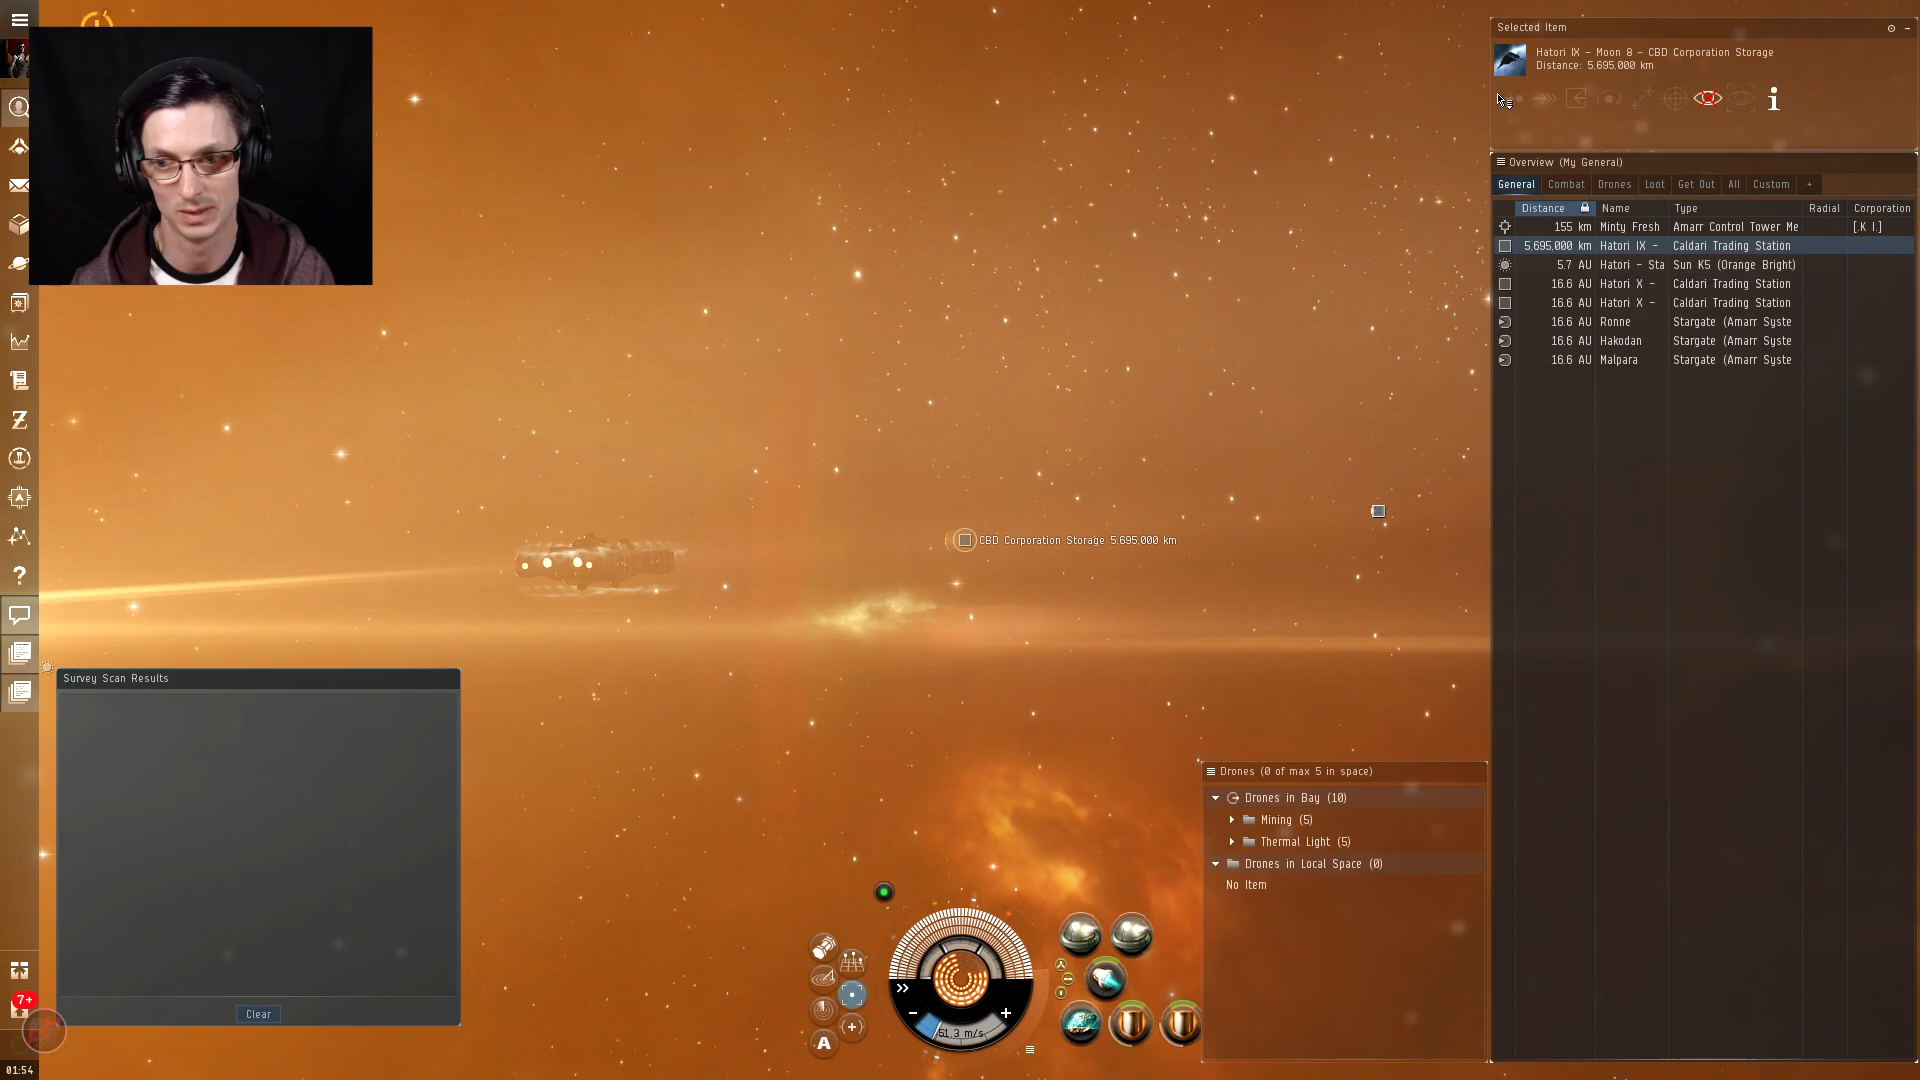 Selected Item
Hatori IX - Moon 8 - CBD Corporation Storage
Distance: 5,695,000 km
Overview (My General)
General Combat Drones Loot Get Out All Custom +
Distance Name Type Radial Corporation
155 km Minty Fresh Amarr Control Tower Me [.K I.]
5,695,000 km Hatori IX - Caldari Trading Station
5.7 AU Hatori - Sta Sun K5 (Orange Bright)
16.6 AU Hatori X - Caldari Trading Station
16.6 AU Hatori X - Caldari Trading Station
16.6 AU Ronne Stargate (Amarr Syste
16.6 AU Hakodan Stargate (Amarr Syste
16.6 AU Malpara Stargate (Amarr Syste
CBD Corporation Storage 5,695,000 km
Survey Scan Results
Clear
Drones (0 of max 5 in space)
Drones in Bay (10)
Mining (5)
Thermal Light (5)
Drones in Local Space (0)
No Item
51.3 m/s
A
7+
01:54